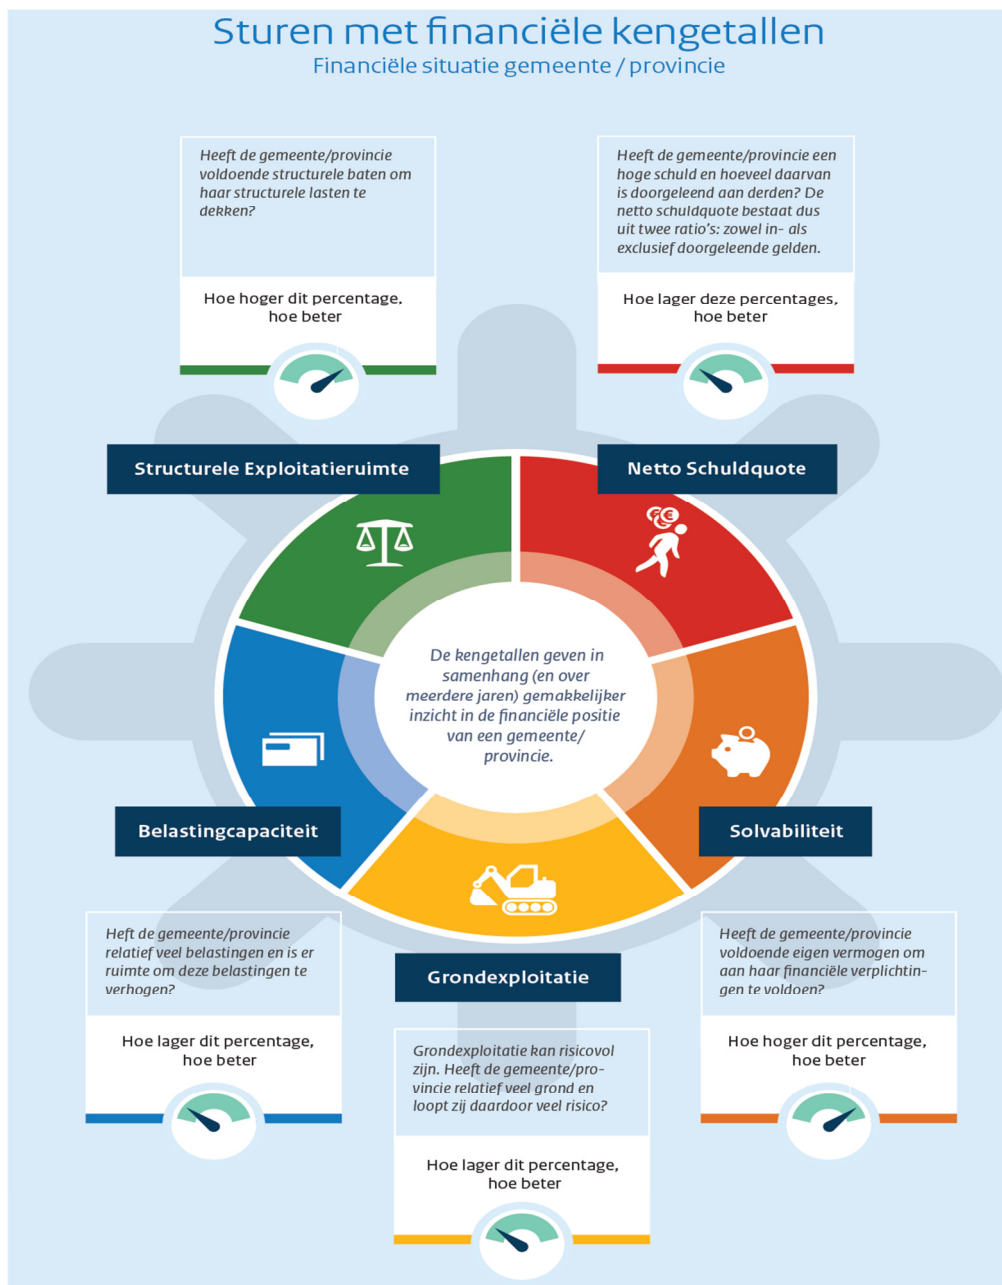 Sturen met financiële kengetallen
Financiële situatie gemeente / provincie
Heeft de gemeente/provincie
voldoende structurele baten om
haar structurele lasten te
dekken?
Hoe hoger dit percentage,
hoe beter
Structurele Exploitatieruimte
Heeft de gemeente/provincie een
hoge schuld en hoeveel daarvan
is doorgeleend aan derden? De
netto schuldquote bestaat dus
uit twee ratio's: zowel in- als
exclusief doorgeleende gelden.
Hoe lager deze percentages,
hoe beter
Netto Schuldquote
De kengetallen geven in
samenhang (en over
meerdere jaren) gemakkelijker
inzicht in de financiële positie
van een gemeente/
provincie.
Belastingcapaciteit
Heft de gemeente/provincie
relatief veel belastingen en is er
ruimte om deze belastingen te
verhogen?
Hoe lager dit percentage,
hoe beter
Grondexploitatie
Grondexploitatie kan risicovol
zijn. Heeft de gemeente/pro-
vincie relatief veel grond en
loopt zij daardoor veel risico?
Hoe lager dit percentage,
hoe beter
Solvabiliteit
Heeft de gemeente/provincie
voldoende eigen vermogen om
aan haar financiële verplichtin-
gen te voldoen?
Hoe hoger dit percentage,
hoe beter